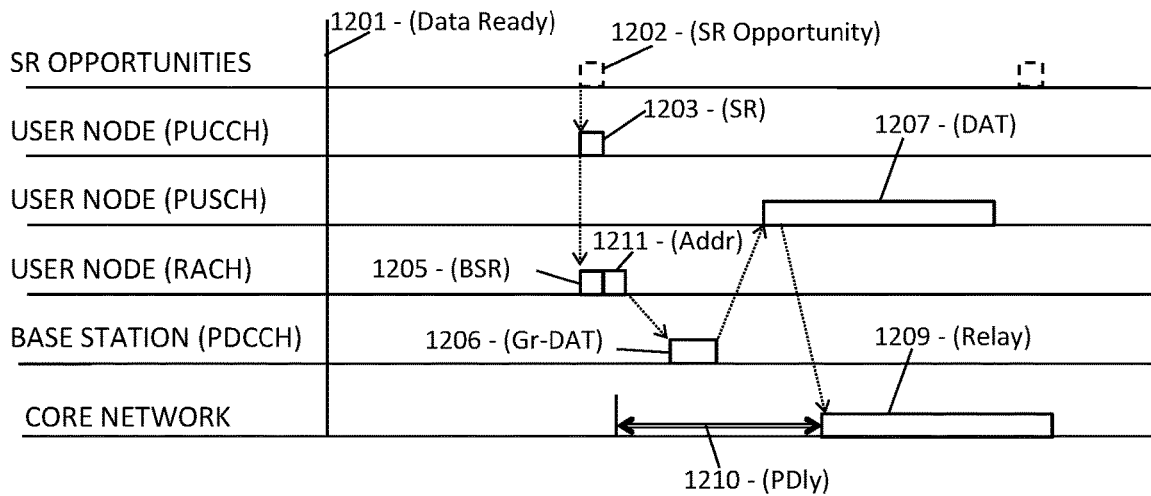 1201 - (Data Ready)
1202 - (SR Opportunity)
SR OPPORTUNITIES
1203 - (SR)
USER NODE (PUCCH)
1207 - (DAT)
USER NODE (PUSCH)
1211 - (Addr)
USER NODE (RACH)
1205 - (BSR)
BASE STATION (PDCCH)
1206 - (Gr-DAT)
1209 - (Relay)
CORE NETWORK
1210 - (PDly)